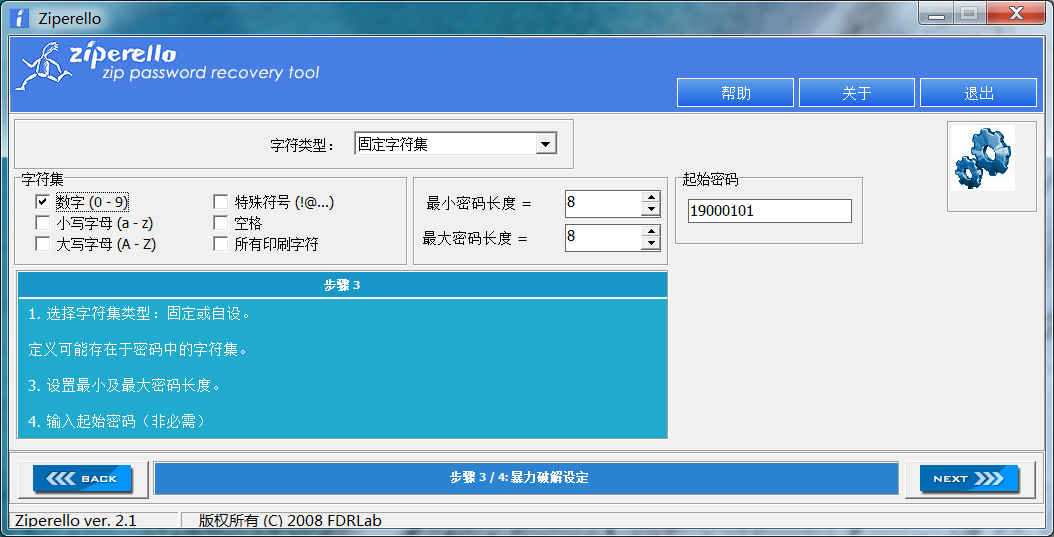 Ziperello
ziperello
zip password recovery tool
帮助
关于
退出
字符类型：
固定字符集
字符集
数字 (0 - 9)
特殊符号 (!@...)
小写字母 (a - z)
空格
大写字母 (A - Z)
所有印刷字符
最小密码长度 =
8
最大密码长度 =
8
起始密码
19000101
步骤 3
1. 选择字符集类型：固定或自设。
定义可能存在于密码中的字符集。
3. 设置最小及最大密码长度。
4. 输入起始密码（非必需）
BACK
步骤 3 / 4: 暴力破解设定
NEXT
Ziperello ver. 2.1
版权所有 (C) 2008 FDRLab